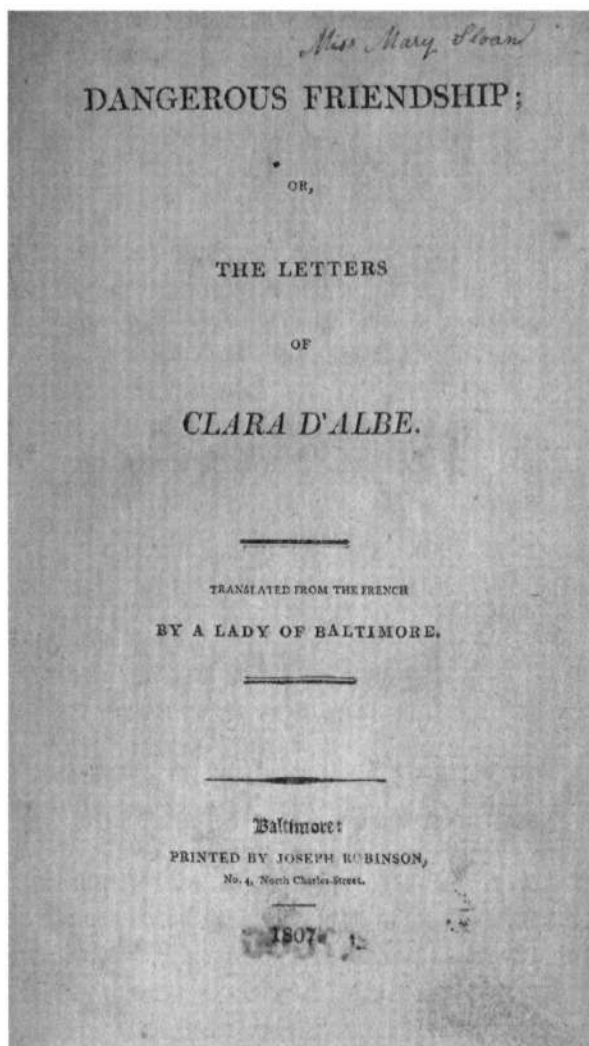 Miss Mary Sloan
DANGEROUS FRIENDSHIP;
OR,
THE LETTERS
OF
CLARA D'ALBE.
TRANSLATED FROM THE FRENCH
BY A LADY OF BALTIMORE.
Baltimore:
PRINTED BY JOSEPH ROBINSON,
No. 4, North Charles-Street.
1807.